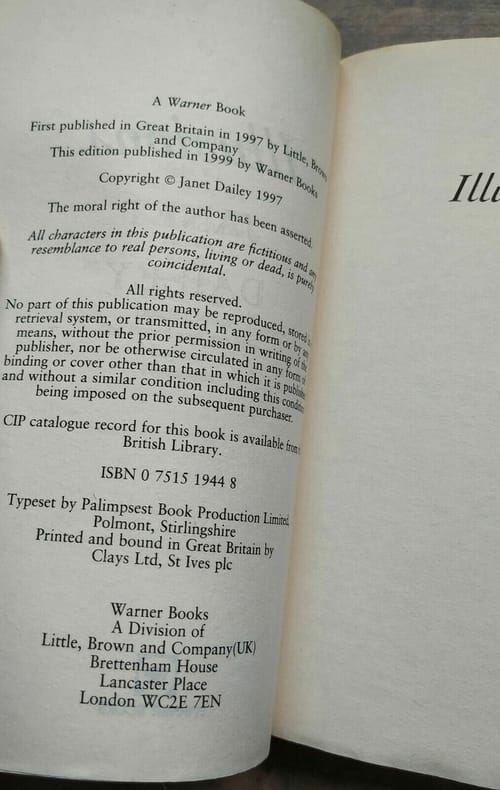 A Warner Book
First published in Great Britain in 1997 by Little, Brown
and Company
This edition published in 1999 by Warner Books
Copyright © Janet Dailey 1997
The moral right of the author has been asserted.
All characters in this publication are fictitious and any
resemblance to real persons, living or dead, is purely
coincidental.
All rights reserved.
No part of this publication may be reproduced, stored
retrieval system, or transmitted, in any form or by any
means, without the prior permission in writing of the
publisher, nor be otherwise circulated in any form of
binding or cover other than that in which it is published
and without a similar condition including this condition
being imposed on the subsequent purchaser.
CIP catalogue record for this book is available from
British Library.
ISBN 0 7515 1944 8
Typeset by Palimpsest Book Production Limited,
Polmont, Stirlingshire
Printed and bound in Great Britain by
Clays Ltd, St Ives plc
Warner Books
A Division of
Little, Brown and Company(UK)
Brettenham House
Lancaster Place
London WC2E 7EN